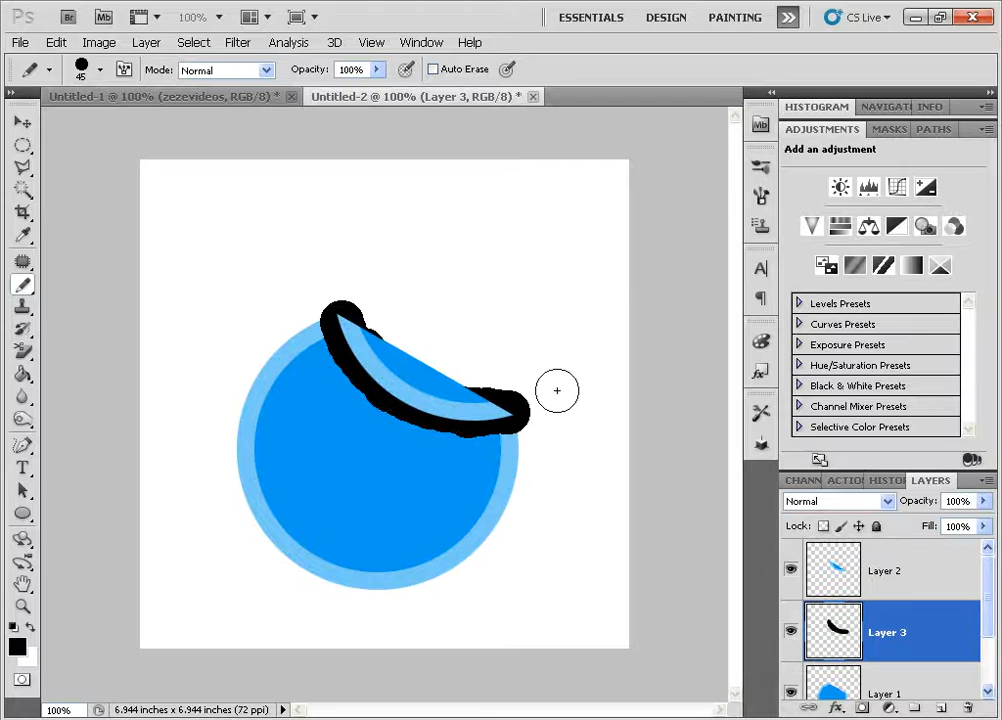 Ps Br Mb 100% ESSENTIALS DESIGN PAINTING CS Live
File Edit Image Layer Select Filter Analysis 3D View Window Help
45 Mode: Normal Opacity: 100% Auto Erase
Untitled-1 @ 100% (zezevideos, RGB/8) * Untitled-2 @ 100% (Layer 3, RGB/8) *
HISTOGRAM NAVIGAT INFO
ADJUSTMENTS MASKS PATHS
Add an adjustment
Levels Presets
Curves Presets
Exposure Presets
Hue/Saturation Presets
Black & White Presets
Channel Mixer Presets
Selective Color Presets
CHANN ACTIO HISTO LAYERS
Normal Opacity: 100%
Lock: Fill: 100%
Layer 2
Layer 3
Layer 1
100% 6.944 inches x 6.944 inches (72 ppi)